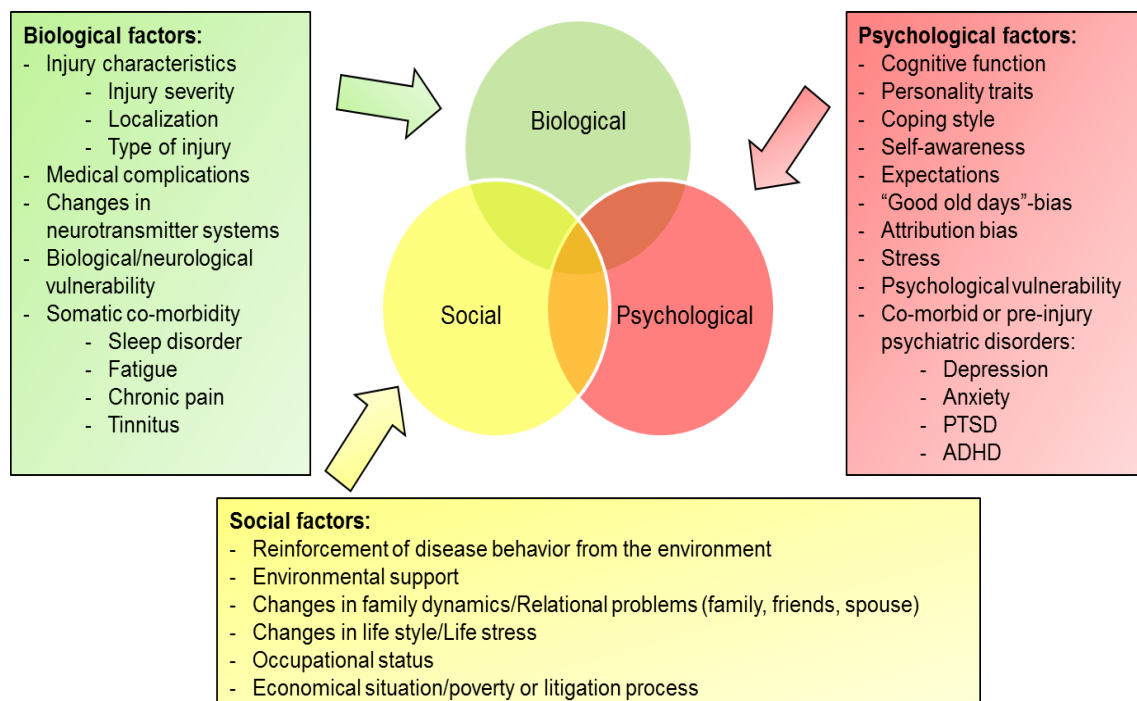 Biological factors:
- Injury characteristics
- Injury severity
- Localization
- Type of injury
- Medical complications
- Changes in
neurotransmitter systems
- Biological/neurological
vulnerability
- Somatic co-morbidity
- Sleep disorder
- Fatigue
- Chronic pain
- Tinnitus
Biological
Social
Psychological
Psychological factors:
- Cognitive function
- Personality traits
- Coping style
- Self-awareness
- Expectations
- “Good old days”-bias
- Attribution bias
- Stress
- Psychological vulnerability
- Co-morbid or pre-injury
psychiatric disorders:
- Depression
- Anxiety
- PTSD
- ADHD
Social factors:
- Reinforcement of disease behavior from the environment
- Environmental support
- Changes in family dynamics/Relational problems (family, friends, spouse)
- Changes in life style/Life stress
- Occupational status
- Economical situation/poverty or litigation process